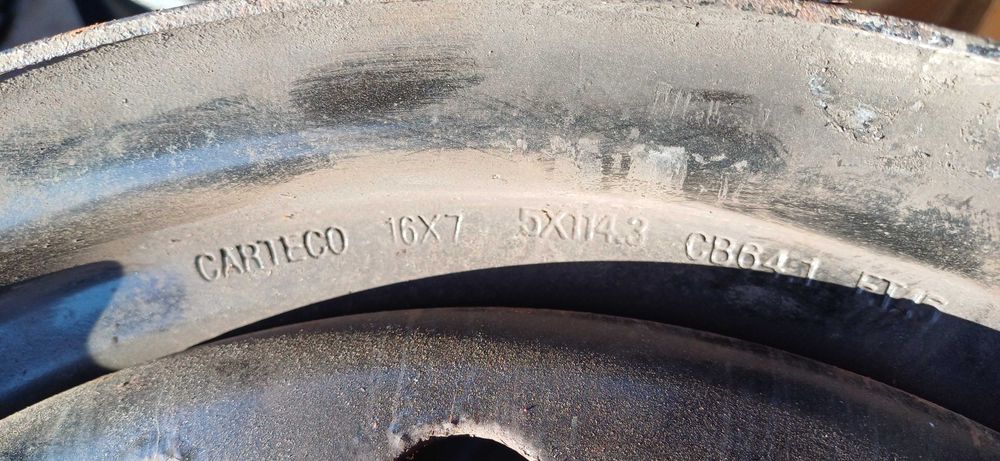 CARTECO 16X7 5X114.3 CB64.1